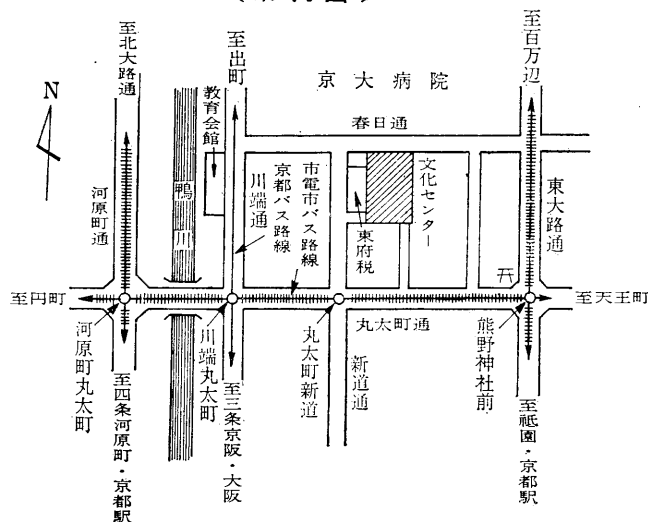 至北大路通
至出町
京大病院
至百万辺
N
教育会館
春日通
河原町通
鴨川
川端通
京都バス路線
市電市バス路線
東府税
文化センター
東大路通
至円町
至天王町
丸太町通
河原町丸太町
川端丸太町
丸太町新道
新道通
熊野神社前
至四条河原町・京都駅
至三条京阪・大阪
至祇園・京都駅